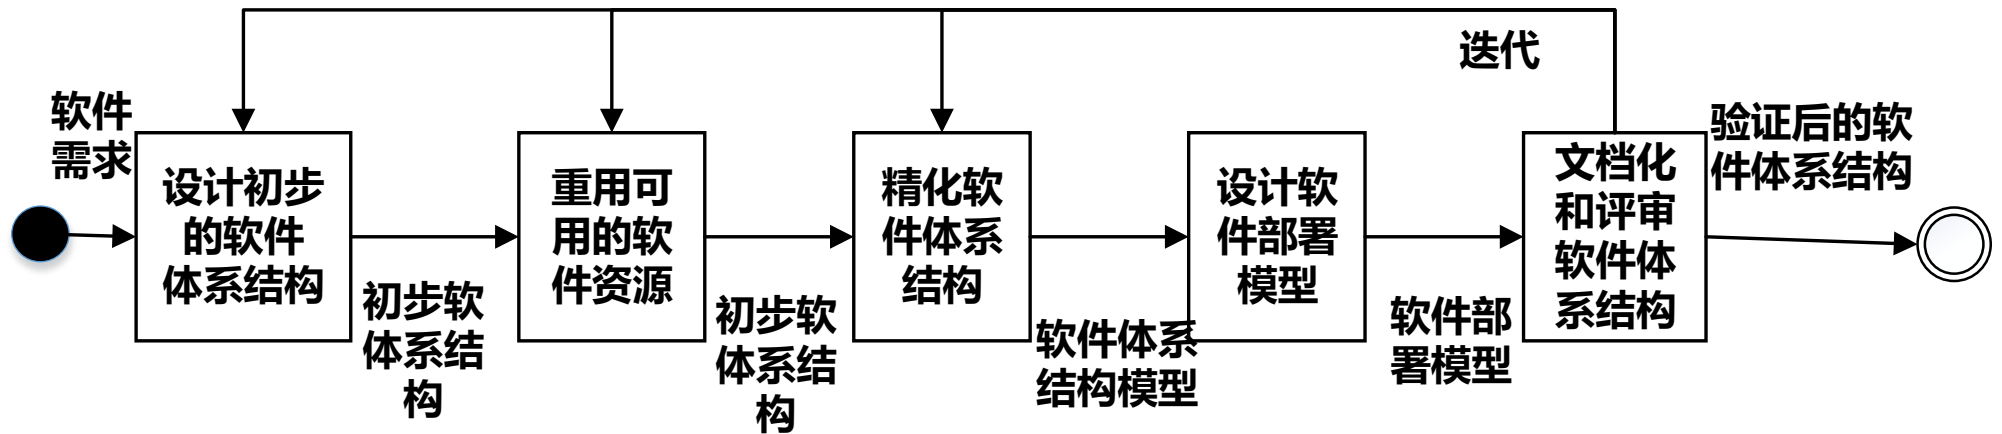 迭代
软件
需求
设计初步
的软件
体系结构
初步软
体系结
构
重用可
用的软
件资源
初步软
体系结
构
精化软
件体系
结构
软件体系
结构模型
设计软
件部署
模型
软件部
署模型
文档化
和评审
软件体
系结构
验证后的软
件体系结构